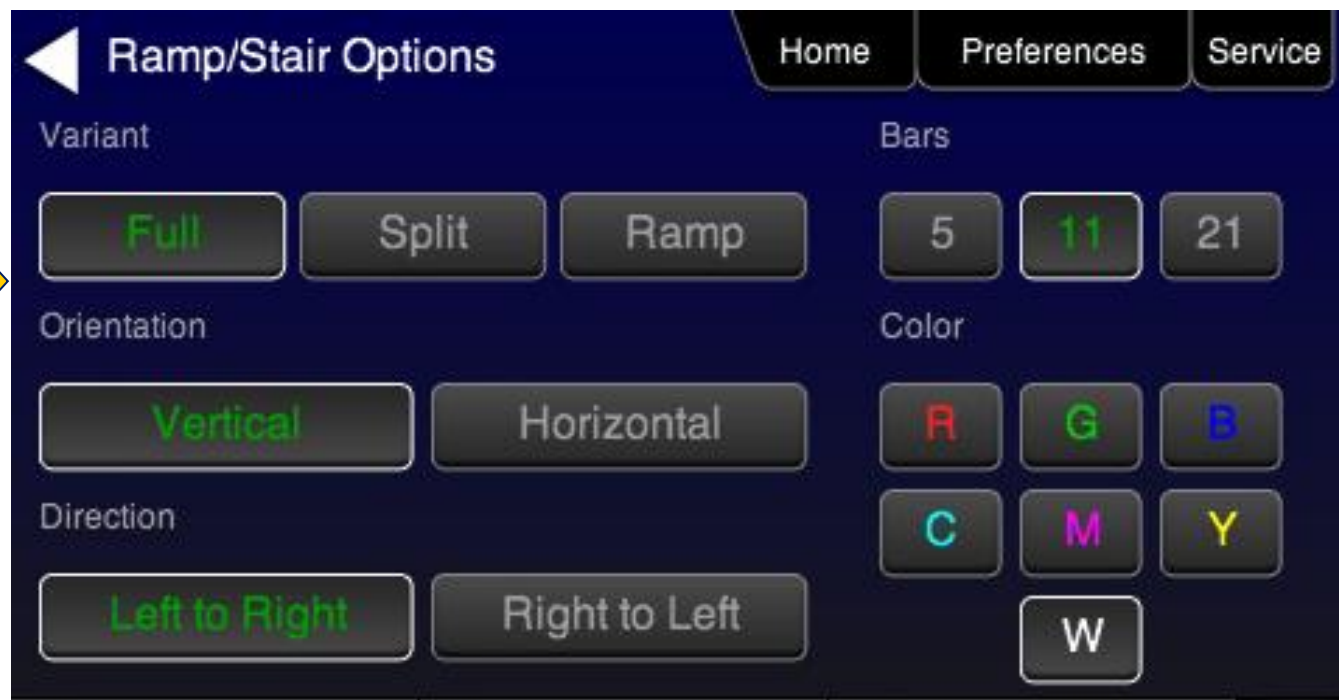 Ramp/Stair Options Home Preferences Service
Variant Bars
Full Split Ramp 5 11 21
Orientation Color
Vertical Horizontal R G B
Direction C M Y
Left to Right Right to Left W